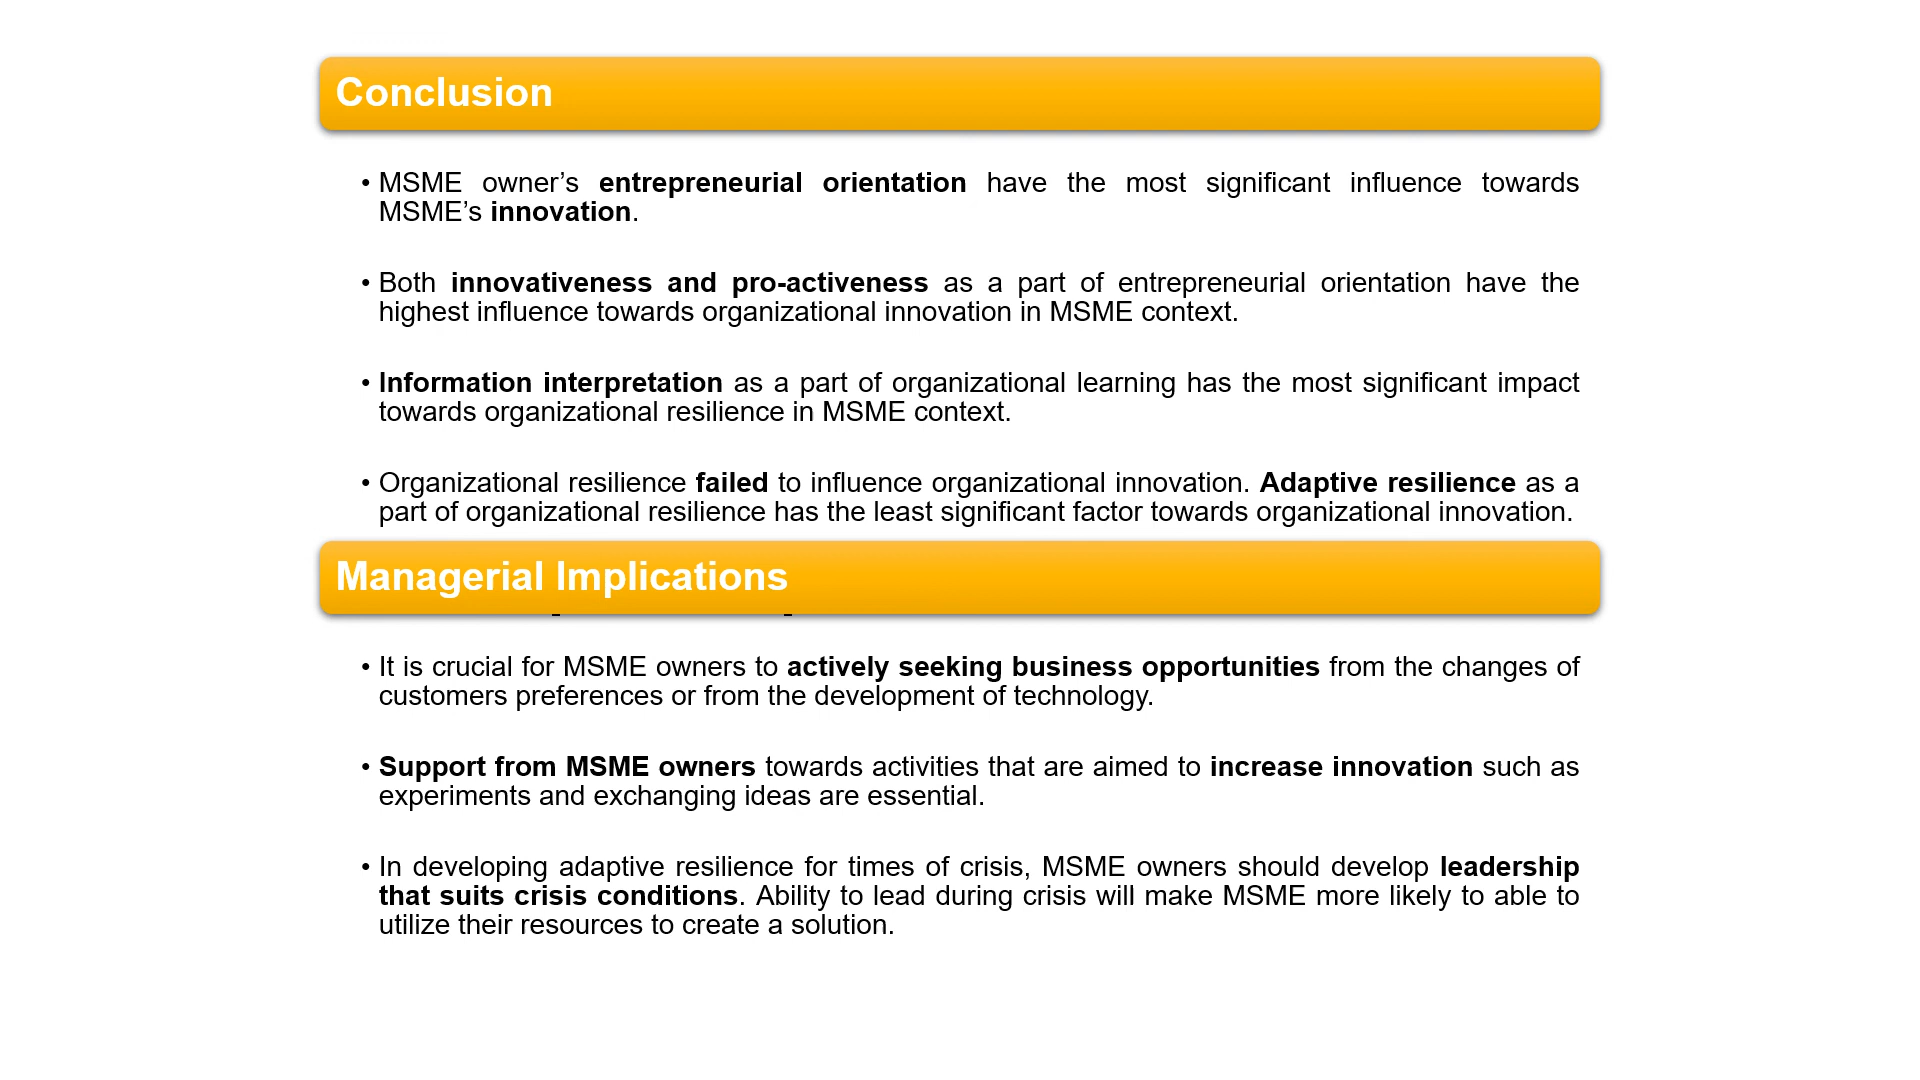 Conclusion
• MSME owner’s entrepreneurial orientation have the most significant influence towards
MSME’s innovation.
• Both innovativeness and pro-activeness as a part of entrepreneurial orientation have the
highest influence towards organizational innovation in MSME context.
• Information interpretation as a part of organizational learning has the most significant impact
towards organizational resilience in MSME context.
• Organizational resilience failed to influence organizational innovation. Adaptive resilience as a
part of organizational resilience has the least significant factor towards organizational innovation.
Managerial Implications
• It is crucial for MSME owners to actively seeking business opportunities from the changes of
customers preferences or from the development of technology.
• Support from MSME owners towards activities that are aimed to increase innovation such as
experiments and exchanging ideas are essential.
• In developing adaptive resilience for times of crisis, MSME owners should develop leadership
that suits crisis conditions. Ability to lead during crisis will make MSME more likely to able to
utilize their resources to create a solution.